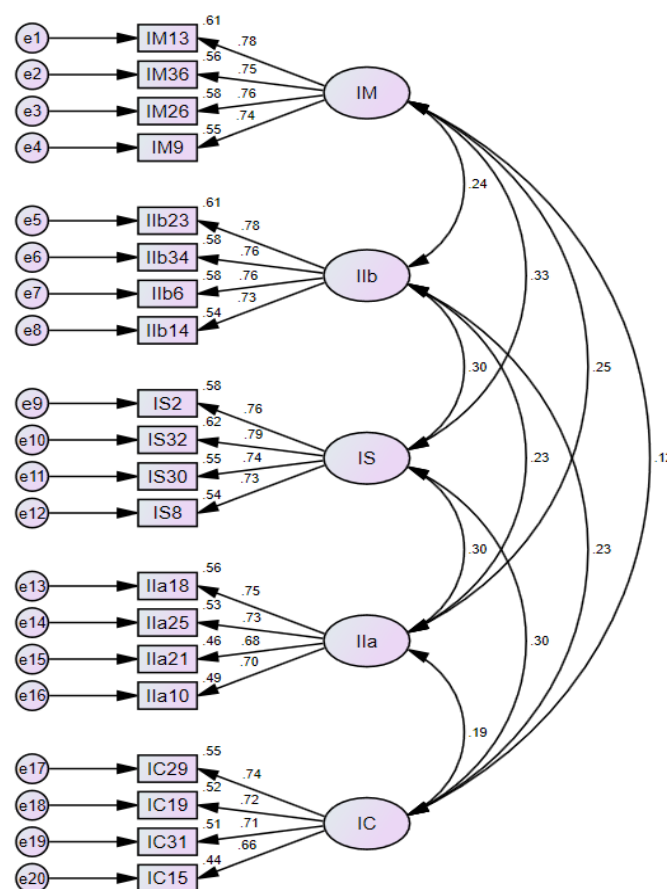 .61
e1 IM13 .78
.56
e2 IM36 .75 IM
.58
e3 IM26 .76
.55 .74
e4 IM9
.24
.61
e5 IIb23 .78
.58
e6 IIb34 .76 IIb .33
.58
e7 IIb6 .76
.54 .73
e8 IIb14
.30 .25
.58
e9 IS2 .76
.62
e10 IS32 .79 IS .23
.55
e11 IS30 .74
.54 .73
e12 IS8
.30 .23
.56
e13 IIa18 .75
.53
e14 IIa25 .73 IIa .30
.46
e15 IIa21 .68
.49 .70
e16 IIa10
.19
.55
e17 IC29 .74
.52
e18 IC19 .72 IC
.51
e19 IC31 .71
.44 .66
e20 IC15